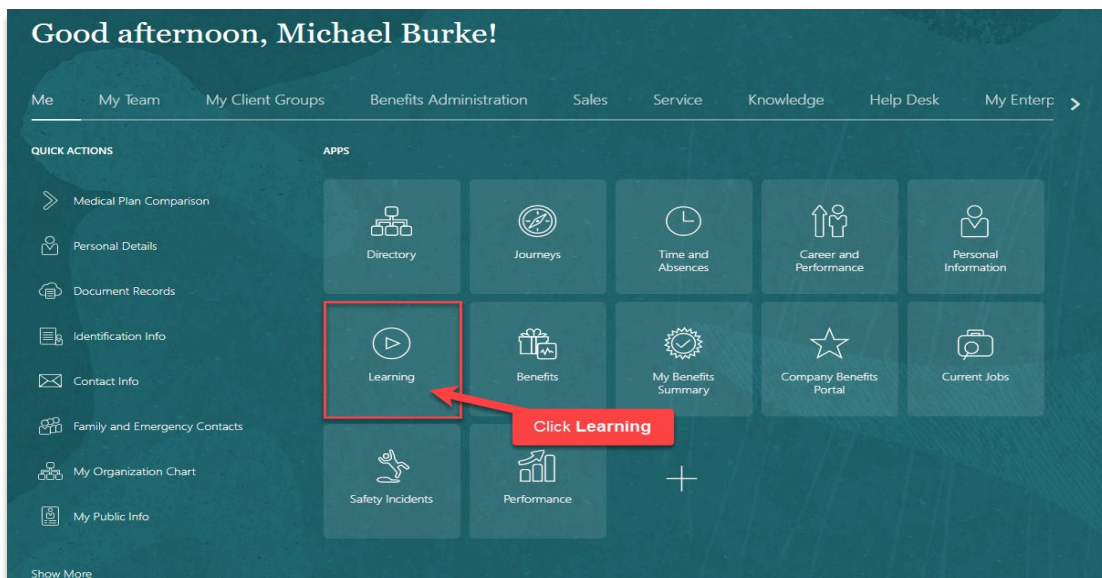 Good afternoon, Michael Burke!
Me My Team My Client Groups Benefits Administration Sales Service Knowledge Help Desk My Enterp
QUICK ACTIONS
Medical Plan Comparison
Personal Details
Document Records
Identification Info
Contact Info
Family and Emergency Contacts
My Organization Chart
My Public Info
Show More
APPS
Directory
Journeys
Time and
Absences
Career and
Performance
Personal
Information
Learning
Benefits
My Benefits
Summary
Company Benefits
Portal
Current Jobs
Click Learning
Safety Incidents
Performance